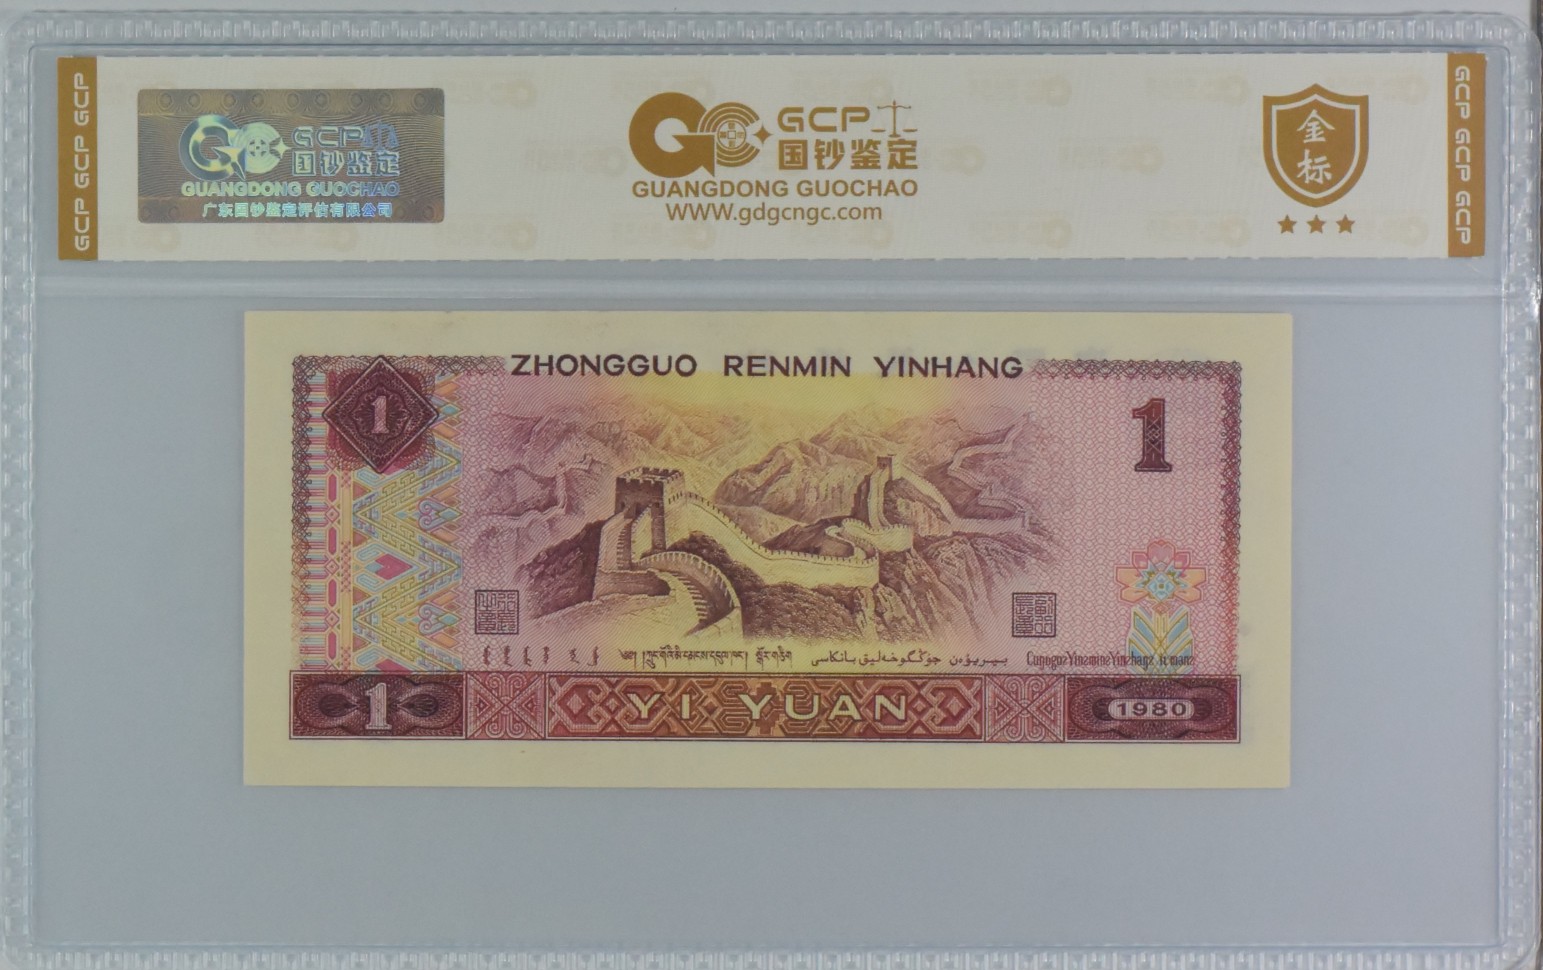 GCP GCP GCP
GCP
国钞鉴定
GUANGDONG GUOCHAO
广东国钞鉴定评估有限公司
GCP
国钞鉴定
GUANGDONG GUOCHAO
WWW.gdgcngc.com
金标
GCP GCP GCP
ZHONGGUO RENMIN YINHANG
1
1
1
YI YUAN
1980